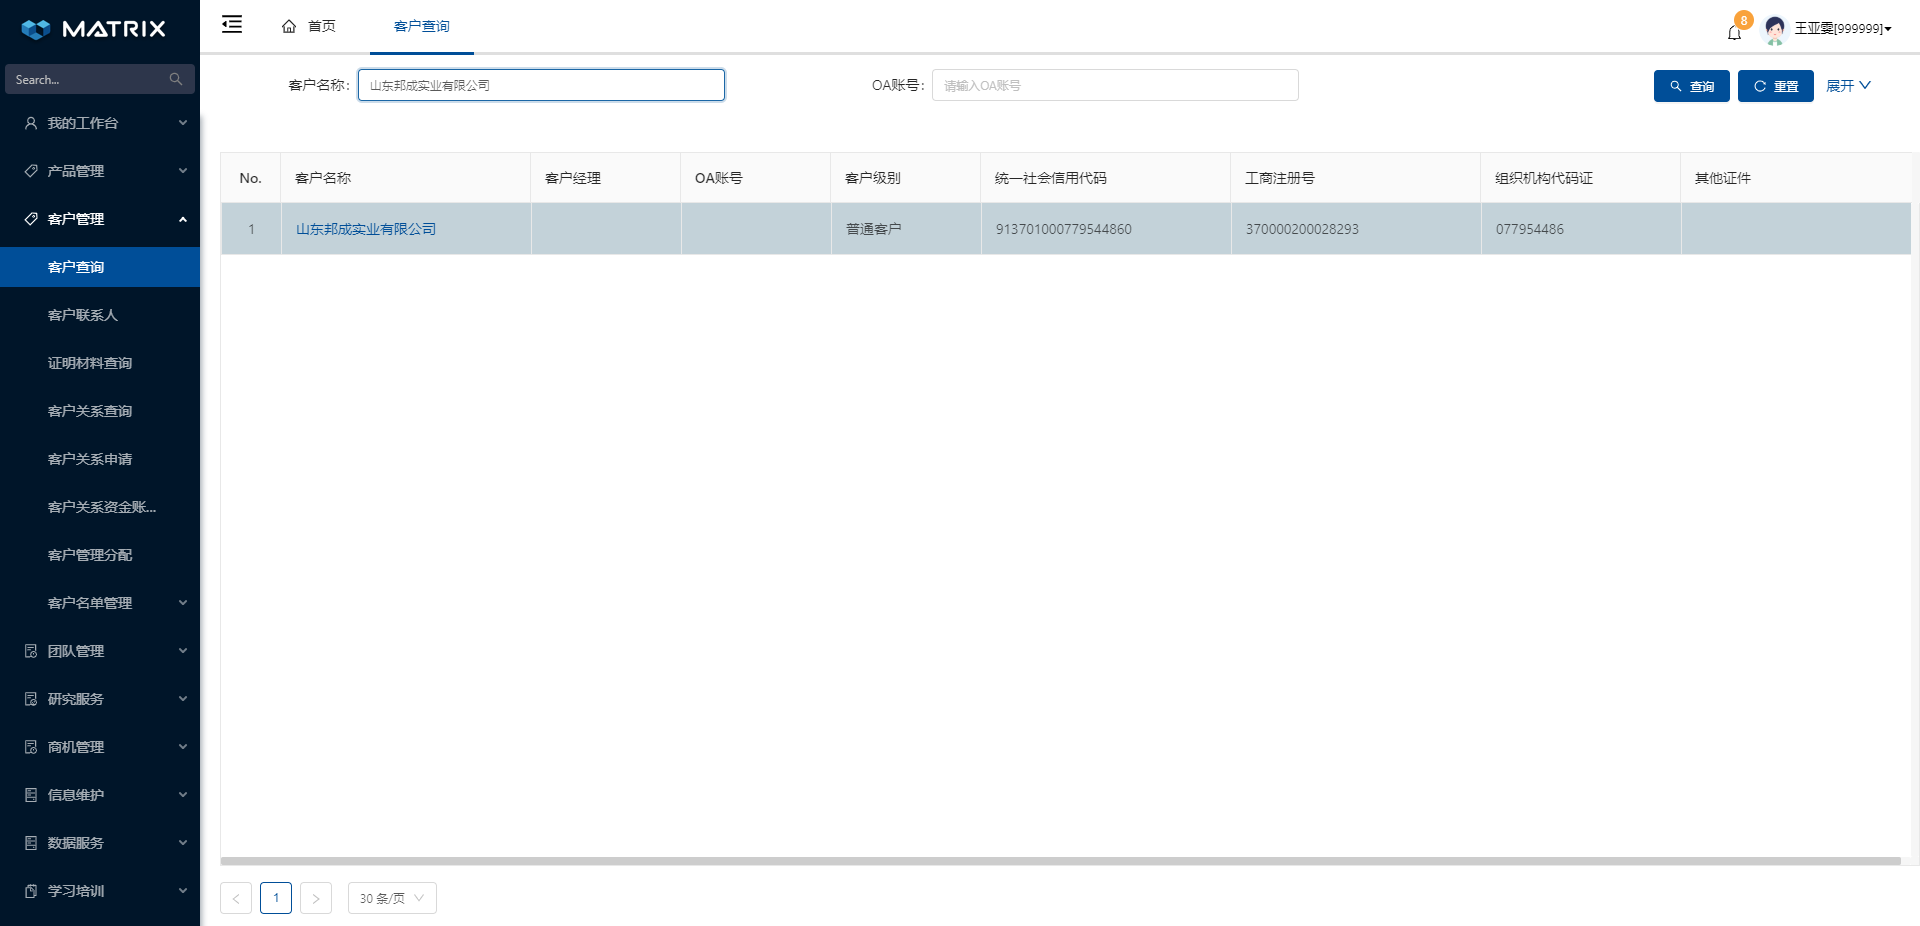 MATRIX
首页
客户查询
8
王亚雯[999999]
Search...
客户名称：
山东邦成实业有限公司
OA账号：
请输入OA账号
查询
重置
展开
我的工作台
产品管理
客户管理
客户查询
客户联系人
证明材料查询
客户关系查询
客户关系申请
客户关系资金账...
客户管理分配
客户名单管理
团队管理
研究服务
商机管理
信息维护
数据服务
学习培训
No. 客户名称 客户经理 OA账号 客户级别 统一社会信用代码 工商注册号 组织机构代码证 其他证件
1 山东邦成实业有限公司 普通客户 913701000779544860 370000200028293 077954486
< 1 > 30 条/页